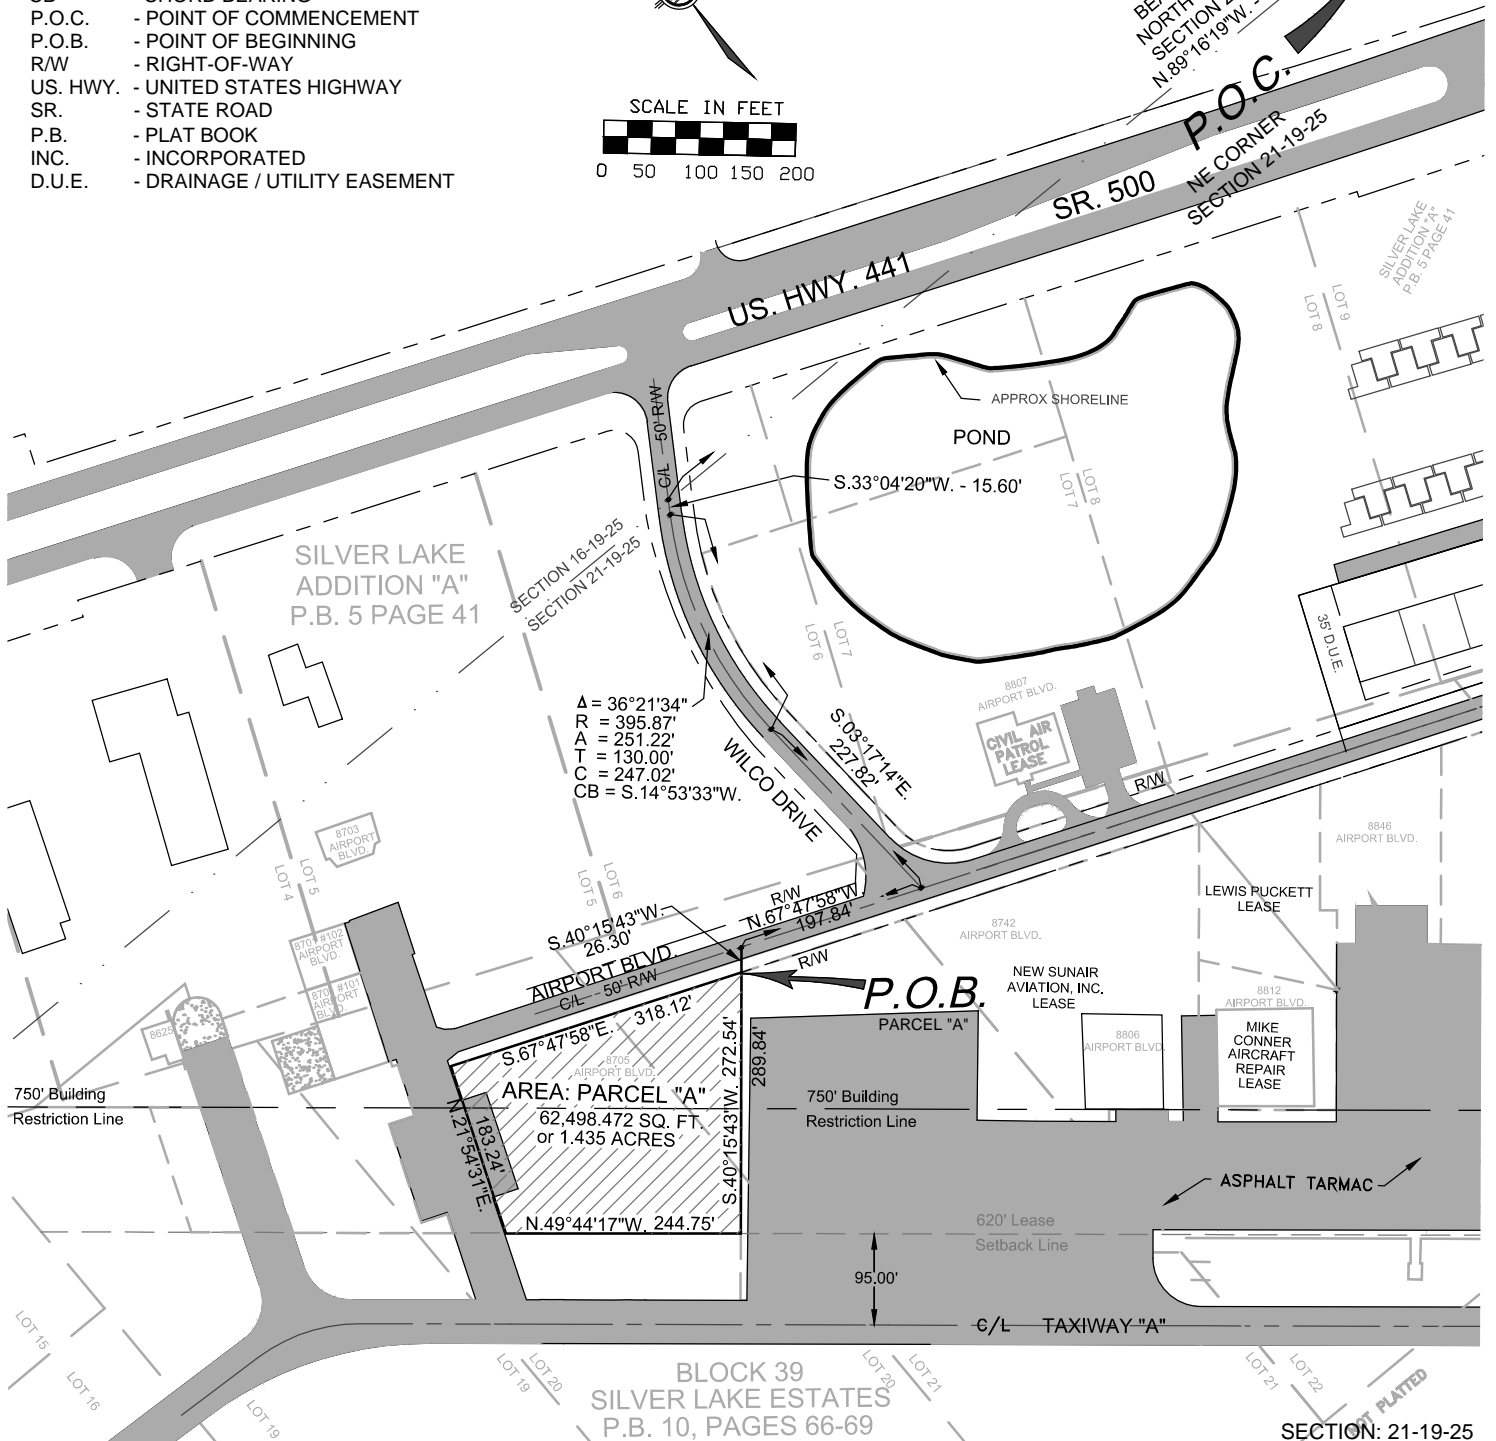 P.O.C. - POINT OF COMMENCEMENT
P.O.B. - POINT OF BEGINNING
R/W - RIGHT-OF-WAY
US. HWY. - UNITED STATES HIGHWAY
SR. - STATE ROAD
P.B. - PLAT BOOK
INC. - INCORPORATED
D.U.E. - DRAINAGE / UTILITY EASEMENT
SCALE IN FEET
0 50 100 150 200
NORTH
SECTION 2
N.89°16'19"W. -
P.O.C.
NE CORNER
SECTION 21-19-25
SR. 500
US. HWY. 441
SILVER LAKE
ADDITION "A"
P.B. 5 PAGE 41
LOT 9
LOT 8
APPROX SHORELINE
POND
LOT 8
LOT 7
C/L 50' R/W
S.33°04'20"W. - 15.60'
SILVER LAKE
ADDITION "A"
P.B. 5 PAGE 41
SECTION 16-19-25
SECTION 21-19-25
35' D.U.E.
LOT 7
LOT 6
8807
AIRPORT BLVD.
CIVIL AIR
PATROL
LEASE
R/W
Δ = 36°21'34"
R = 395.87'
A = 251.22'
T = 130.00'
C = 247.02'
CB = S.14°53'33"W.
WILCO DRIVE
S.03°17'14"E.
227.82'
8703
AIRPORT
BLVD.
LOT 5
LOT 4
LOT 6
LOT 5
8846
AIRPORT BLVD.
LEWIS PUCKETT
LEASE
R/W
N.67°47'58"W.
197.84'
S.40°15'43"W.
26.30'
8742
AIRPORT BLVD.
8701 #102
AIRPORT
BLVD.
8701 #101
AIRPORT
BLVD.
AIRPORT BLVD.
C/L 50' R/W
R/W
P.O.B.
PARCEL "A"
NEW SUNAIR
AVIATION, INC.
LEASE
8812
AIRPORT BLVD.
MIKE
CONNER
AIRCRAFT
REPAIR
LEASE
8806
AIRPORT BLVD.
8625
S.67°47'58"E. 318.12'
8705
AIRPORT BLVD.
AREA: PARCEL "A"
62,498.472 SQ. FT.
or 1.435 ACRES
S.40°15'43"W. 272.54'
289.84'
183.24'
N.21°54'31"E.
N.49°44'17"W. 244.75'
750' Building
Restriction Line
750' Building
Restriction Line
ASPHALT TARMAC
620' Lease
Setback Line
95.00'
C/L TAXIWAY "A"
LOT 15
LOT 16
LOT 19
LOT 20
LOT 19
BLOCK 39
SILVER LAKE ESTATES
P.B. 10, PAGES 66-69
LOT 20
LOT 21
LOT 21
LOT 22
NOT PLATTED
SECTION: 21-19-25